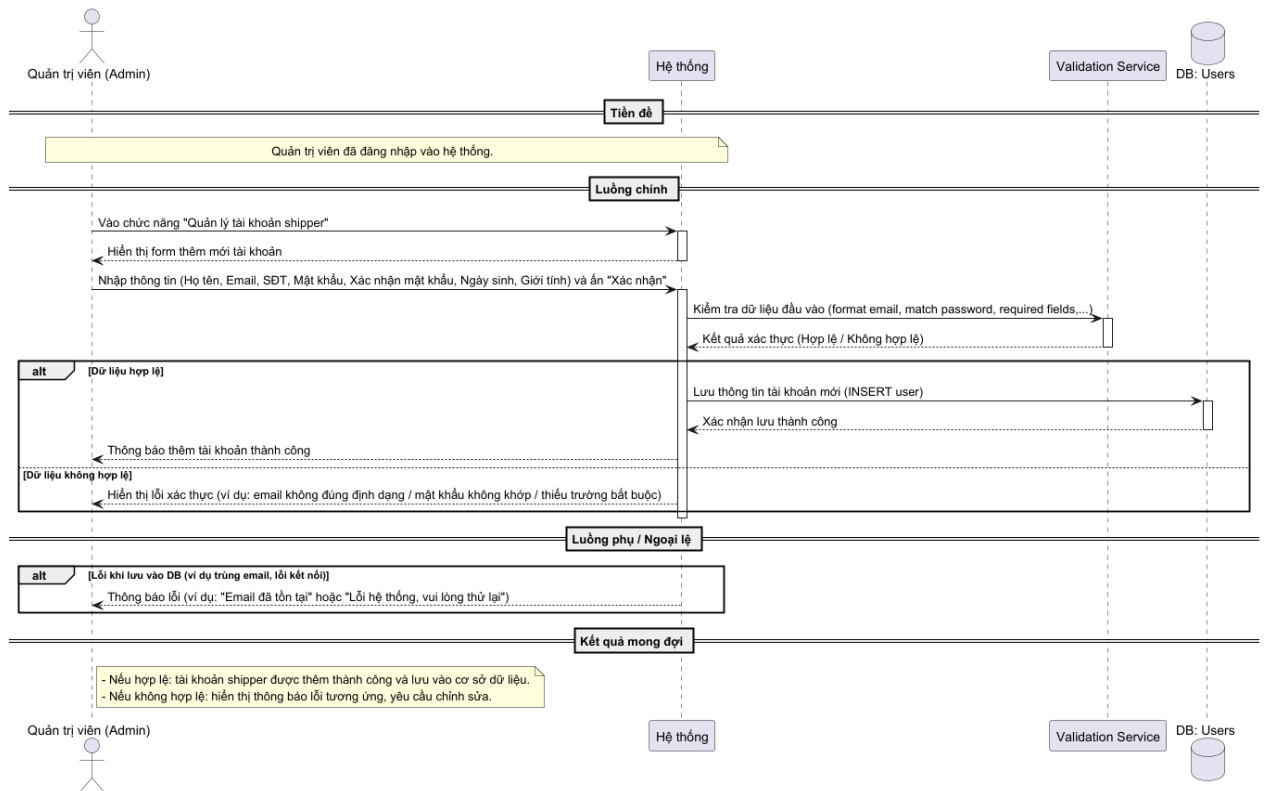 Quản trị viên (Admin)
Hệ thống
Validation Service
DB: Users
Tiền đề
Quản trị viên đã đăng nhập vào hệ thống.
Luồng chính
Vào chức năng "Quản lý tài khoản shipper"
Hiển thị form thêm mới tài khoản
Nhập thông tin (Họ tên, Email, SĐT, Mật khẩu, Xác nhận mật khẩu, Ngày sinh, Giới tính) và ấn "Xác nhận"
Kiểm tra dữ liệu đầu vào (format email, match password, required fields,...)
Kết quả xác thực (Hợp lệ / Không hợp lệ)
alt [Dữ liệu hợp lệ]
Lưu thông tin tài khoản mới (INSERT user)
Xác nhận lưu thành công
Thông báo thêm tài khoản thành công
[Dữ liệu không hợp lệ]
Hiển thị lỗi xác thực (ví dụ: email không đúng định dạng / mật khẩu không khớp / thiếu trường bắt buộc)
Luồng phụ / Ngoại lệ
alt [Lỗi khi lưu vào DB (ví dụ trùng email, lỗi kết nối)]
Thông báo lỗi (ví dụ: "Email đã tồn tại" hoặc "Lỗi hệ thống, vui lòng thử lại")
Kết quả mong đợi
- Nếu hợp lệ: tài khoản shipper được thêm thành công và lưu vào cơ sở dữ liệu.
- Nếu không hợp lệ: hiển thị thông báo lỗi tương ứng, yêu cầu chỉnh sửa.
Quản trị viên (Admin)
Hệ thống
Validation Service
DB: Users